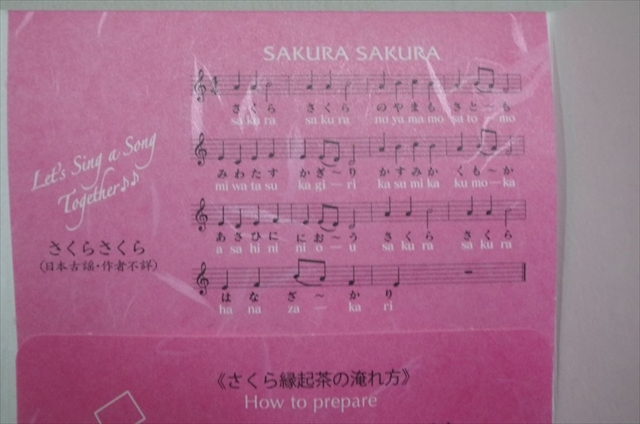 SAKURA SAKURA
さくら さくら のやまも さと〜も
sa ku ra sa ku ra no ya ma mo sa to — mo
Let's Sing a Song
Together♪♪
みわたす かぎ〜り かすみか くも〜か
mi wa ta su ka gi — ri ka su mi ka ku mo — ka
さくらさくら
(日本古謡・作者不詳)
あさひに にお〜う さくら さくら
a sa hi ni ni o — u sa ku ra sa ku ra
はな ざ〜 かり
ha na za — ka ri
《さくら縁起茶の淹れ方》
How to prepare